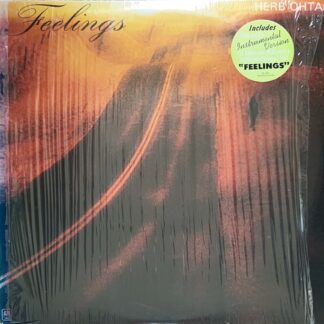 Feelings
HERB OHTA
Includes
Instrumental
Version
"FEELINGS"